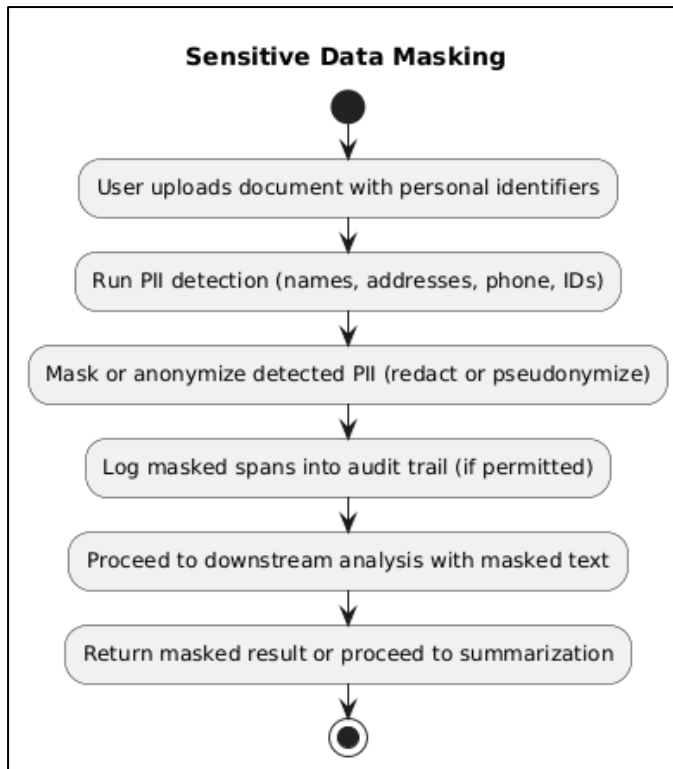 Sensitive Data Masking
User uploads document with personal identifiers
Run PII detection (names, addresses, phone, IDs)
Mask or anonymize detected PII (redact or pseudonymize)
Log masked spans into audit trail (if permitted)
Proceed to downstream analysis with masked text
Return masked result or proceed to summarization